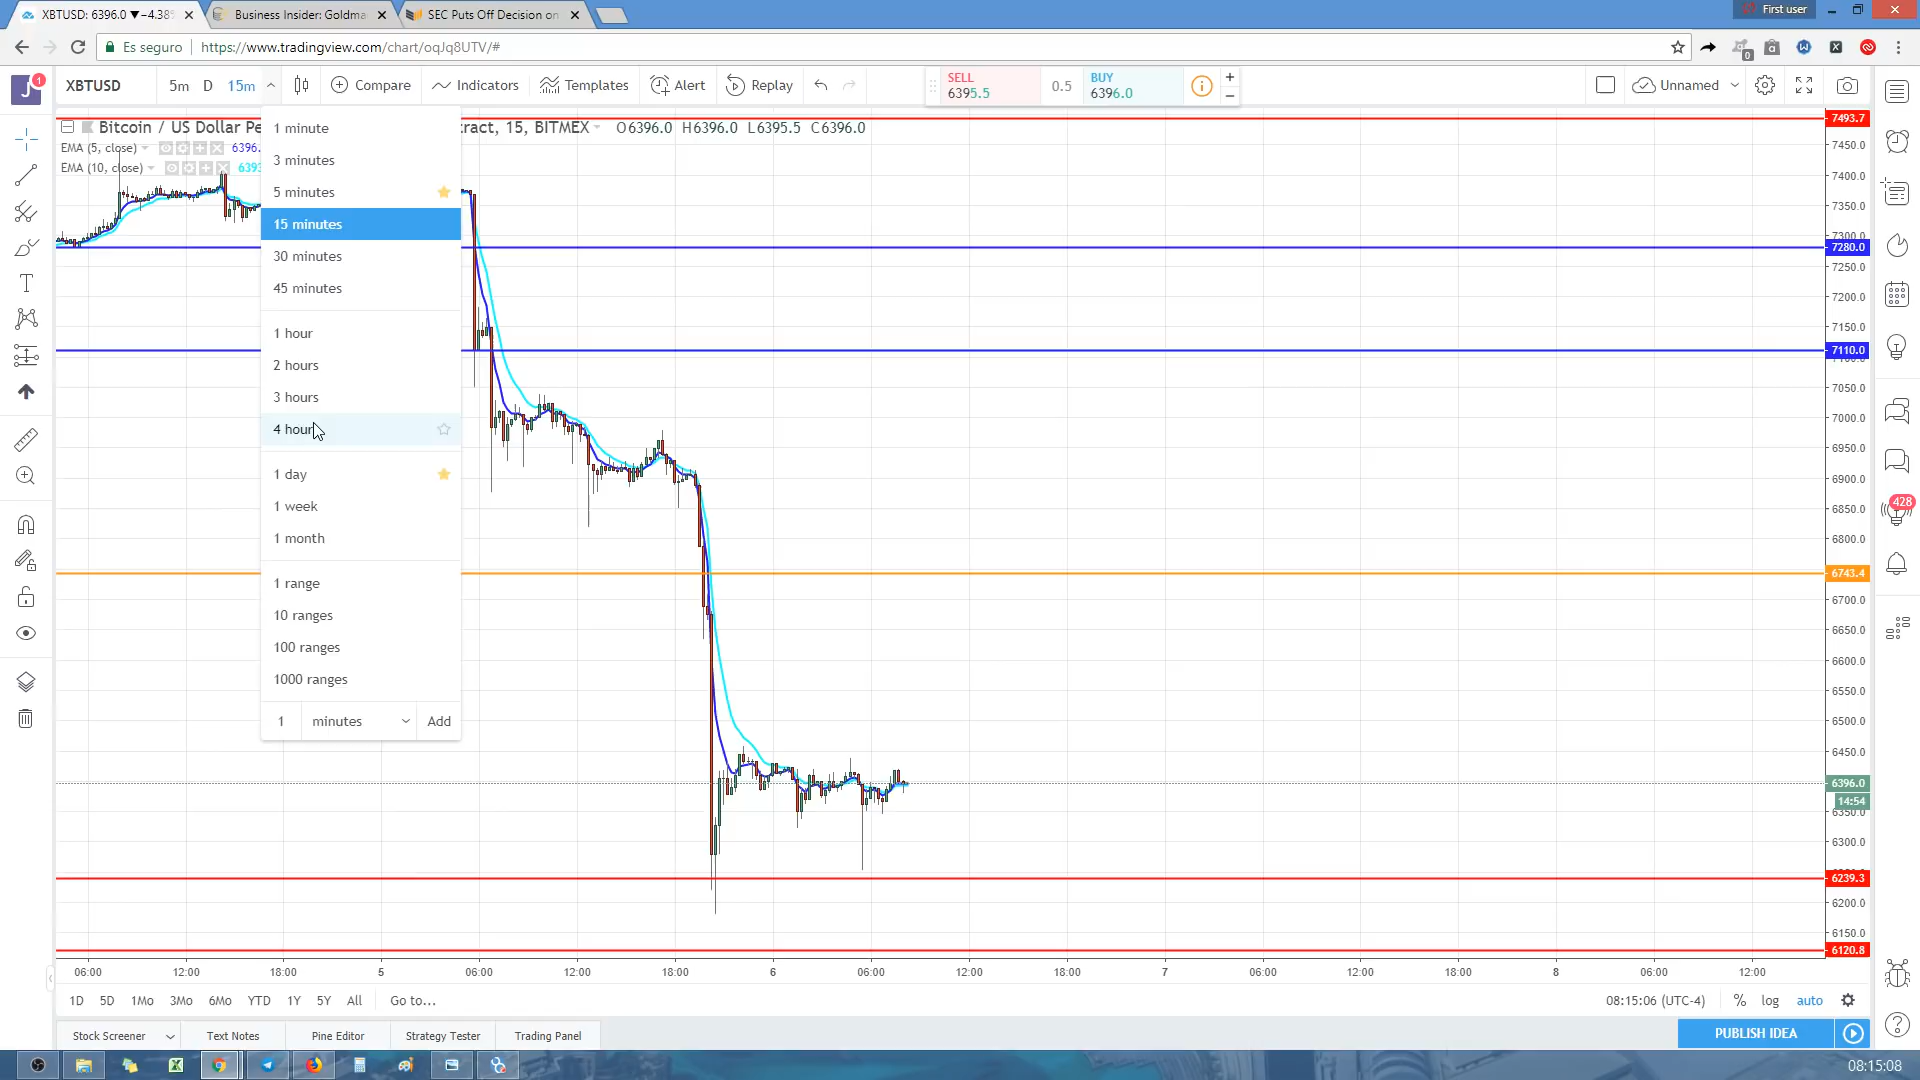 XBTUSD: 6396.0 ▼−4.38%
Business Insider: Goldma
SEC Puts Off Decision on
First user
Es seguro
https://www.tradingview.com/chart/oqJq8UTV/#
0
J
1
XBTUSD
5m
D
15m
Compare
Indicators
Templates
Alert
Replay
SELL
6395.5
0.5
BUY
6396.0
Unnamed
Bitcoin / US Dollar Pe
ract, 15, BITMEX
O6396.0 H6396.0 L6395.5 C6396.0
EMA (5, close)
6396.
EMA (10, close)
6393
1 minute
3 minutes
5 minutes
15 minutes
30 minutes
45 minutes
1 hour
2 hours
3 hours
4 hour
1 day
1 week
1 month
1 range
10 ranges
100 ranges
1000 ranges
1
minutes
Add
7493.7
7450.0
7400.0
7350.0
7300.0
7280.0
7250.0
7200.0
7150.0
7110.0
7050.0
7000.0
6950.0
6900.0
6850.0
6800.0
6743.4
6700.0
6650.0
6600.0
6550.0
6500.0
6450.0
6396.0
14:54
6350.0
6300.0
6239.3
6200.0
6150.0
6120.8
428
06:00 12:00 18:00 5 06:00 12:00 18:00 6 06:00 12:00 18:00 7 06:00 12:00 18:00 8 06:00 12:00
1D 5D 1Mo 3Mo 6Mo YTD 1Y 5Y All Go to...
08:15:06 (UTC-4) % log auto
Stock Screener
Text Notes
Pine Editor
Strategy Tester
Trading Panel
PUBLISH IDEA
08:15:08